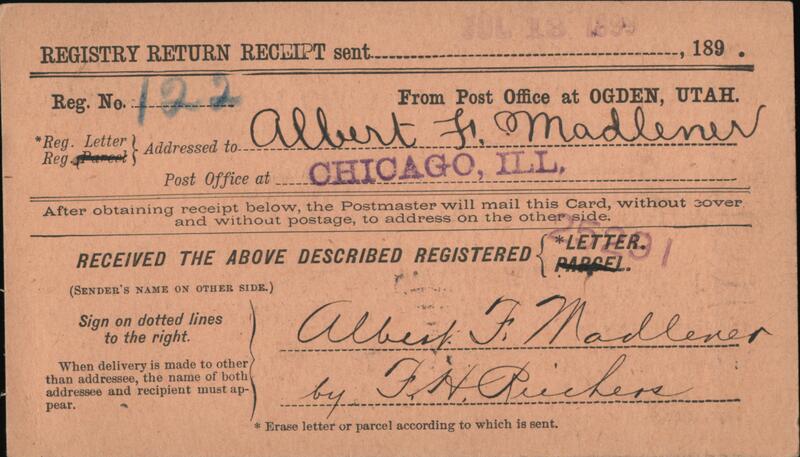 JUL 13 1899
REGISTRY RETURN RECEIPT sent, 189 .
Reg. No. 122 From Post Office at OGDEN, UTAH.
*Reg. Letter
Reg. Parcel } Addressed to Albert F. Madlener
Post Office at CHICAGO, ILL.
After obtaining receipt below, the Postmaster will mail this Card, without cover
and without postage, to address on the other side.
25291
RECEIVED THE ABOVE DESCRIBED REGISTERED { *LETTER.
PARCEL.
(SENDER'S NAME ON OTHER SIDE.)
Sign on dotted lines
to the right.
When delivery is made to other
than addressee, the name of both
addressee and recipient must ap-
pear.
Albert F. Madlener
by F. H.
* Erase letter or parcel according to which is sent.